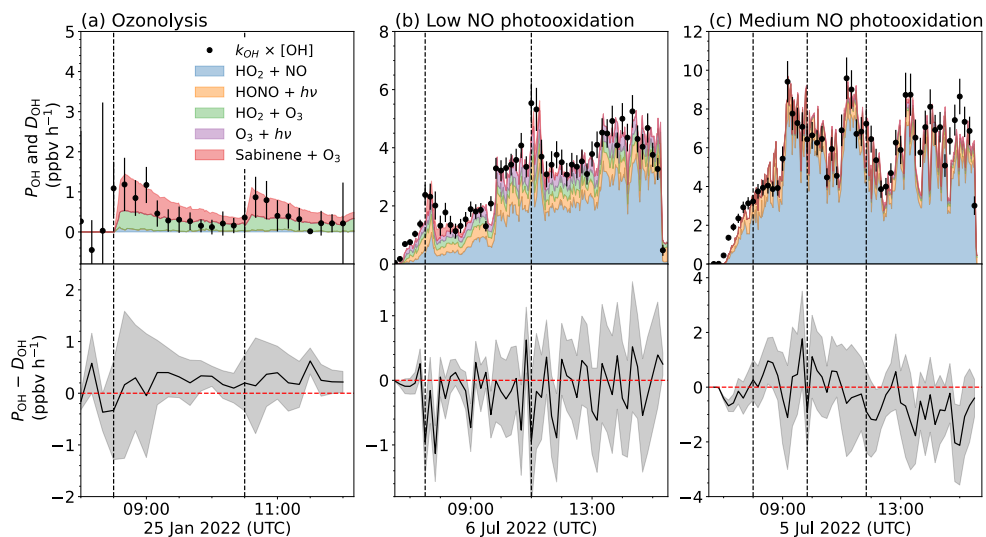 (a) Ozonolysis
(b) Low NO photooxidation
(c) Medium NO photooxidation
P_OH and D_OH
(ppbv h⁻¹)
5
4
3
2
1
0
k_OH × [OH]
HO₂ + NO
HONO + hν
HO₂ + O₃
O₃ + hν
Sabinene + O₃
8
6
4
2
0
12
10
8
6
4
2
0
P_OH − D_OH
(ppbv h⁻¹)
2
1
0
−1
−2
1
0
−1
2
0
−2
−4
09:00
11:00
25 Jan 2022 (UTC)
09:00
13:00
6 Jul 2022 (UTC)
09:00
13:00
5 Jul 2022 (UTC)